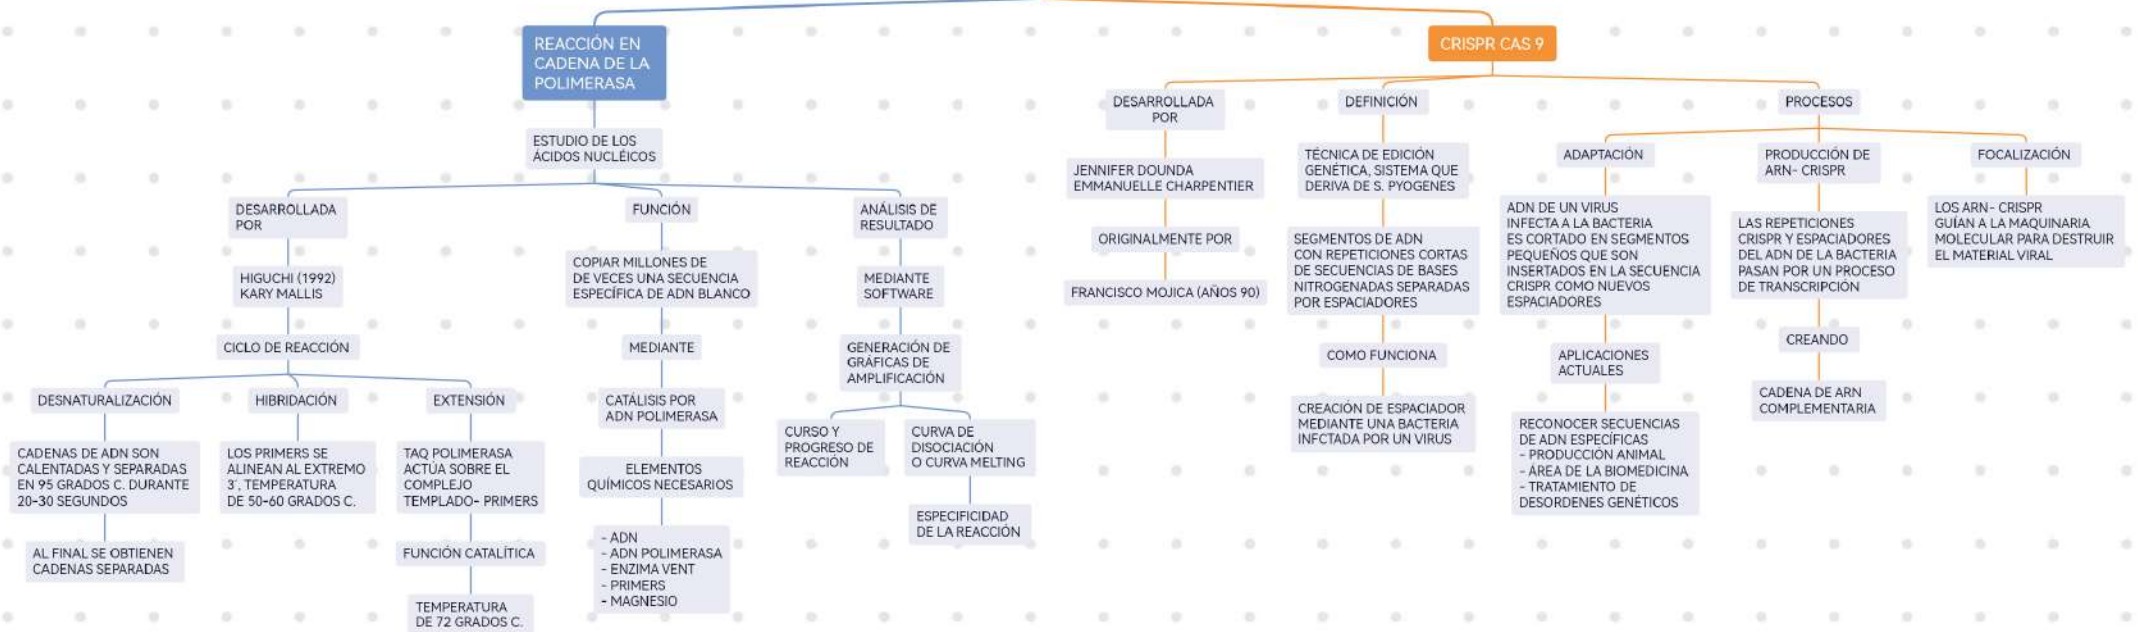 REACCIÓN EN
CADENA DE LA
POLIMERASA
ESTUDIO DE LOS
ÁCIDOS NUCLÉICOS
DESARROLLADA
POR
HIGUCHI (1992)
KARY MALLIS
CICLO DE REACCIÓN
DESNATURALIZACIÓN
CADENAS DE ADN SON
CALENTADAS Y SEPARADAS
EN 95 GRADOS C. DURANTE
20-30 SEGUNDOS
AL FINAL SE OBTIENEN
CADENAS SEPARADAS
HIBRIDACIÓN
LOS PRIMERS SE
ALINEAN AL EXTREMO
3´, TEMPERATURA
DE 50-60 GRADOS C.
EXTENSIÓN
TAQ POLIMERASA
ACTÚA SOBRE EL
COMPLEJO
TEMPLADO- PRIMERS
FUNCIÓN CATALÍTICA
TEMPERATURA
DE 72 GRADOS C.
FUNCIÓN
COPIAR MILLONES DE
DE VECES UNA SECUENCIA
ESPECÍFICA DE ADN BLANCO
MEDIANTE
CATÁLISIS POR
ADN POLIMERASA
ELEMENTOS
QUÍMICOS NECESARIOS
- ADN
- ADN POLIMERASA
- ENZIMA VENT
- PRIMERS
- MAGNESIO
ANÁLISIS DE
RESULTADO
MEDIANTE
SOFTWARE
GENERACIÓN DE
GRÁFICAS DE
AMPLIFICACIÓN
CURSO Y
PROGRESO DE
REACCIÓN
CURVA DE
DISOCIACIÓN
O CURVA MELTING
ESPECIFICIDAD
DE LA REACCIÓN
CRISPR CAS 9
DESARROLLADA
POR
JENNIFER DOUNDA
EMMANUELLE CHARPENTIER
ORIGINALMENTE POR
FRANCISCO MOJICA (AÑOS 90)
DEFINICIÓN
TÉCNICA DE EDICIÓN
GENÉTICA, SISTEMA QUE
DERIVA DE S. PYOGENES
SEGMENTOS DE ADN
CON REPETICIONES CORTAS
DE SECUENCIAS DE BASES
NITROGENADAS SEPARADAS
POR ESPACIADORES
COMO FUNCIONA
CREACIÓN DE ESPACIADOR
MEDIANTE UNA BACTERIA
INFCTADA POR UN VIRUS
PROCESOS
ADAPTACIÓN
ADN DE UN VIRUS
INFECTA A LA BACTERIA
ES CORTADO EN SEGMENTOS
PEQUEÑOS QUE SON
INSERTADOS EN LA SECUENCIA
CRISPR COMO NUEVOS
ESPACIADORES
APLICACIONES
ACTUALES
RECONOCER SECUENCIAS
DE ADN ESPECÍFICAS
- PRODUCCIÓN ANIMAL
- ÁREA DE LA BIOMEDICINA
- TRATAMIENTO DE
DESORDENES GENÉTICOS
PRODUCCIÓN DE
ARN- CRISPR
LAS REPETICIONES
CRISPR Y ESPACIADORES
DEL ADN DE LA BACTERIA
PASAN POR UN PROCESO
DE TRANSCRIPCIÓN
CREANDO
CADENA DE ARN
COMPLEMENTARIA
FOCALIZACIÓN
LOS ARN- CRISPR
GUÍAN A LA MAQUINARIA
MOLECULAR PARA DESTRUIR
EL MATERIAL VIRAL